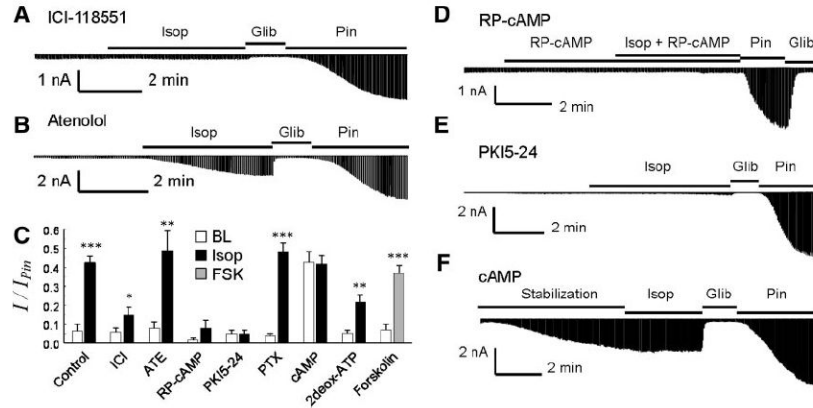 A
ICI-118551
Isop
Glib
Pin
1 nA
2 min
B
Atenolol
Isop
Glib
Pin
2 nA
2 min
C
0.6
0.5
0.4
0.3
0.2
0.1
0.0
I / I Pin
BL
Isop
FSK
***
*
**
***
**
***
Control
ICI
ATE
RP-cAMP
PKI5-24
PTX
cAMP
2deox-ATP
Forskolin
D
RP-cAMP
RP-cAMP
Isop + RP-cAMP
Pin
Glib
1 nA
2 min
E
PKI5-24
Isop
Glib
Pin
2 nA
2 min
F
cAMP
Stabilization
Isop
Glib
Pin
2 nA
2 min